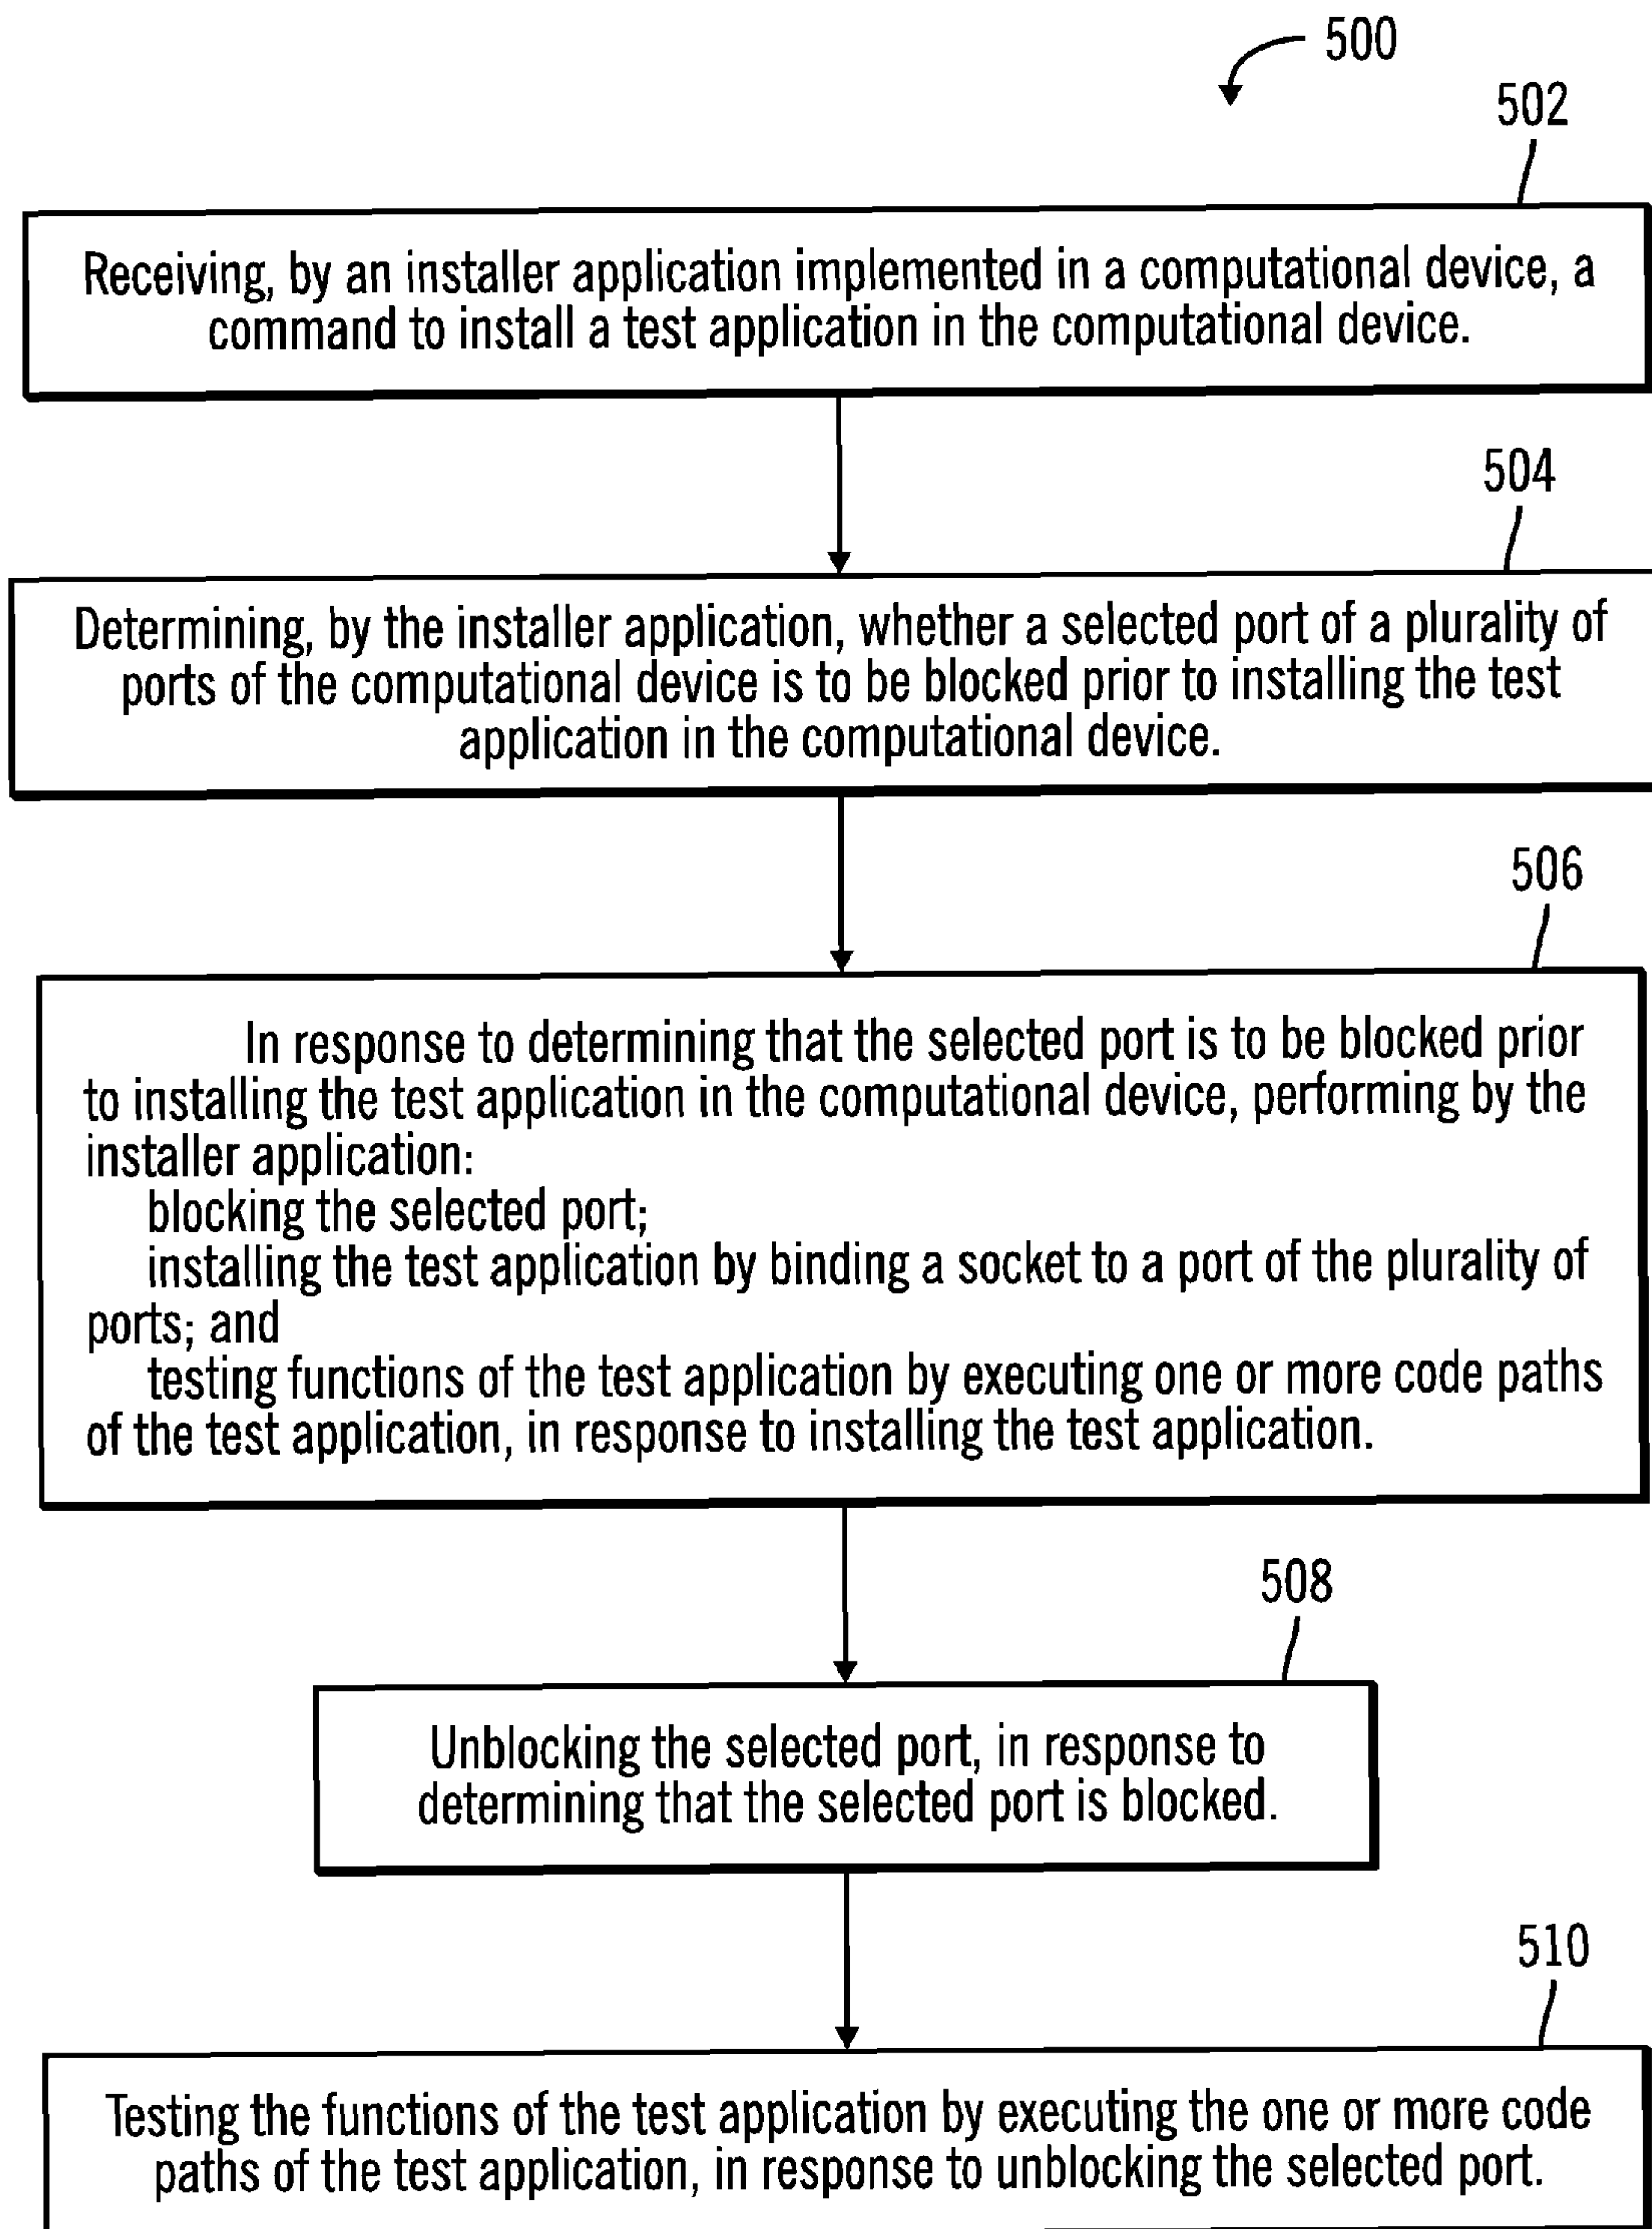 500
502
Receiving, by an installer application implemented in a computational device, a
command to install a test application in the computational device.
504
Determining, by the installer application, whether a selected port of a plurality of
ports of the computational device is to be blocked prior to installing the test
application in the computational device.
506
In response to determining that the selected port is to be blocked prior
to installing the test application in the computational device, performing by the
installer application:
blocking the selected port;
installing the test application by binding a socket to a port of the plurality of
ports; and
testing functions of the test application by executing one or more code paths
of the test application, in response to installing the test application.
508
Unblocking the selected port, in response to
determining that the selected port is blocked.
510
Testing the functions of the test application by executing the one or more code
paths of the test application, in response to unblocking the selected port.